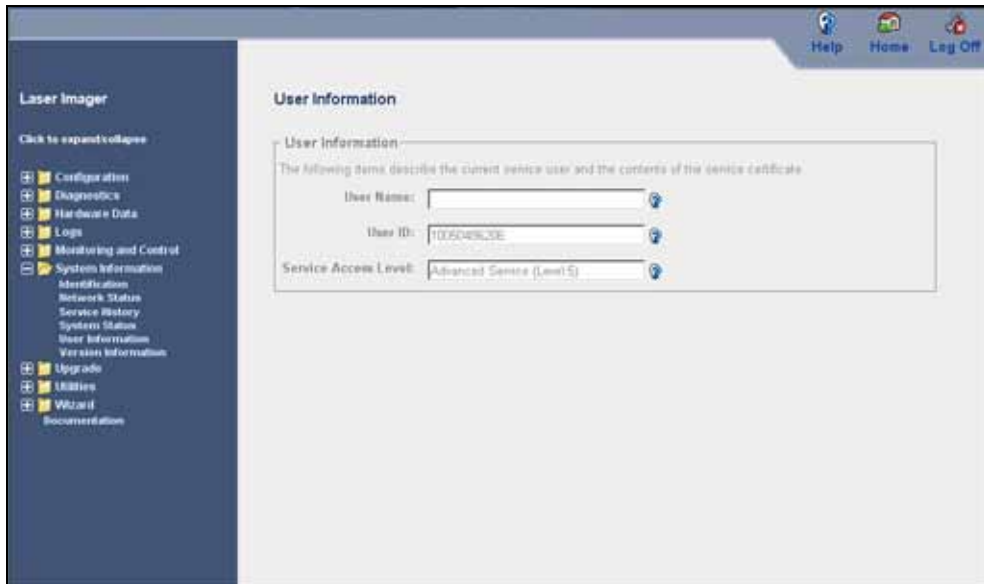 Help Home Log Off
Laser Imager
Click to expand/collapse
Configuration
Diagnostics
Hardware Data
Logs
Monitoring and Control
System Information
Identification
Network Status
Service History
System Status
User Information
Version Information
Upgrade
Utilities
Wizard
Documentation
User Information
User Information
The following items describe the current service user and the contents of the service certificate
User Name:
User ID:
Service Access Level: Advanced Service (Level 5)